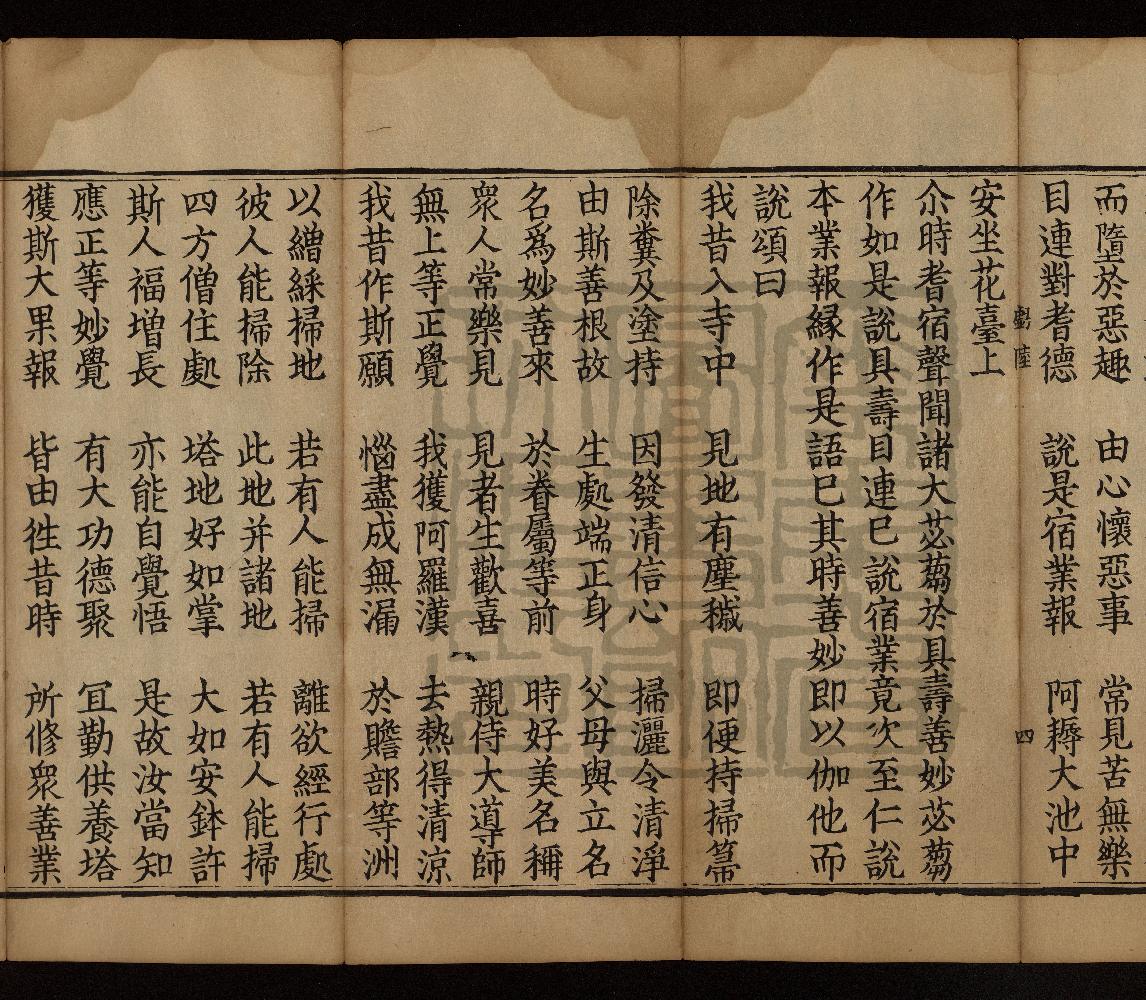 而墮於惡趣　由心懷惡事　常見苦無樂
目連對耆德　說是宿業報　阿耨大池中
安坐花臺上
尒時耆宿聲聞諸大苾蒭於具壽善妙苾蒭
作如是說具壽目連已說宿業竟次至仁說
本業報緣作是語已其時善妙即以伽他而
說頌曰
我昔入寺中　見地有塵穢　即便持掃箒
除糞及塗持　因發清信心　掃灑令清淨
由斯善根故　生處端正身　父母與立名
名爲妙善來　於眷屬等前　時好美名稱
衆人常樂見　見者生歡喜　親侍大導師
無上等正覺　我獲阿羅漢　去熱得清涼
我昔作斯願　惱盡成無漏　於贍部等洲
以繒綵掃地　若有人能掃　離欲經行處
彼人能掃除　此地并諸地　若有人能掃
四方僧住處　塔地好如掌　大如安鉢許
斯人福增長　亦能自覺悟　是故汝當知
應正等妙覺　有大功德聚　冝勤供養塔
獲斯大果報　皆由徃昔時　所修衆善業
四